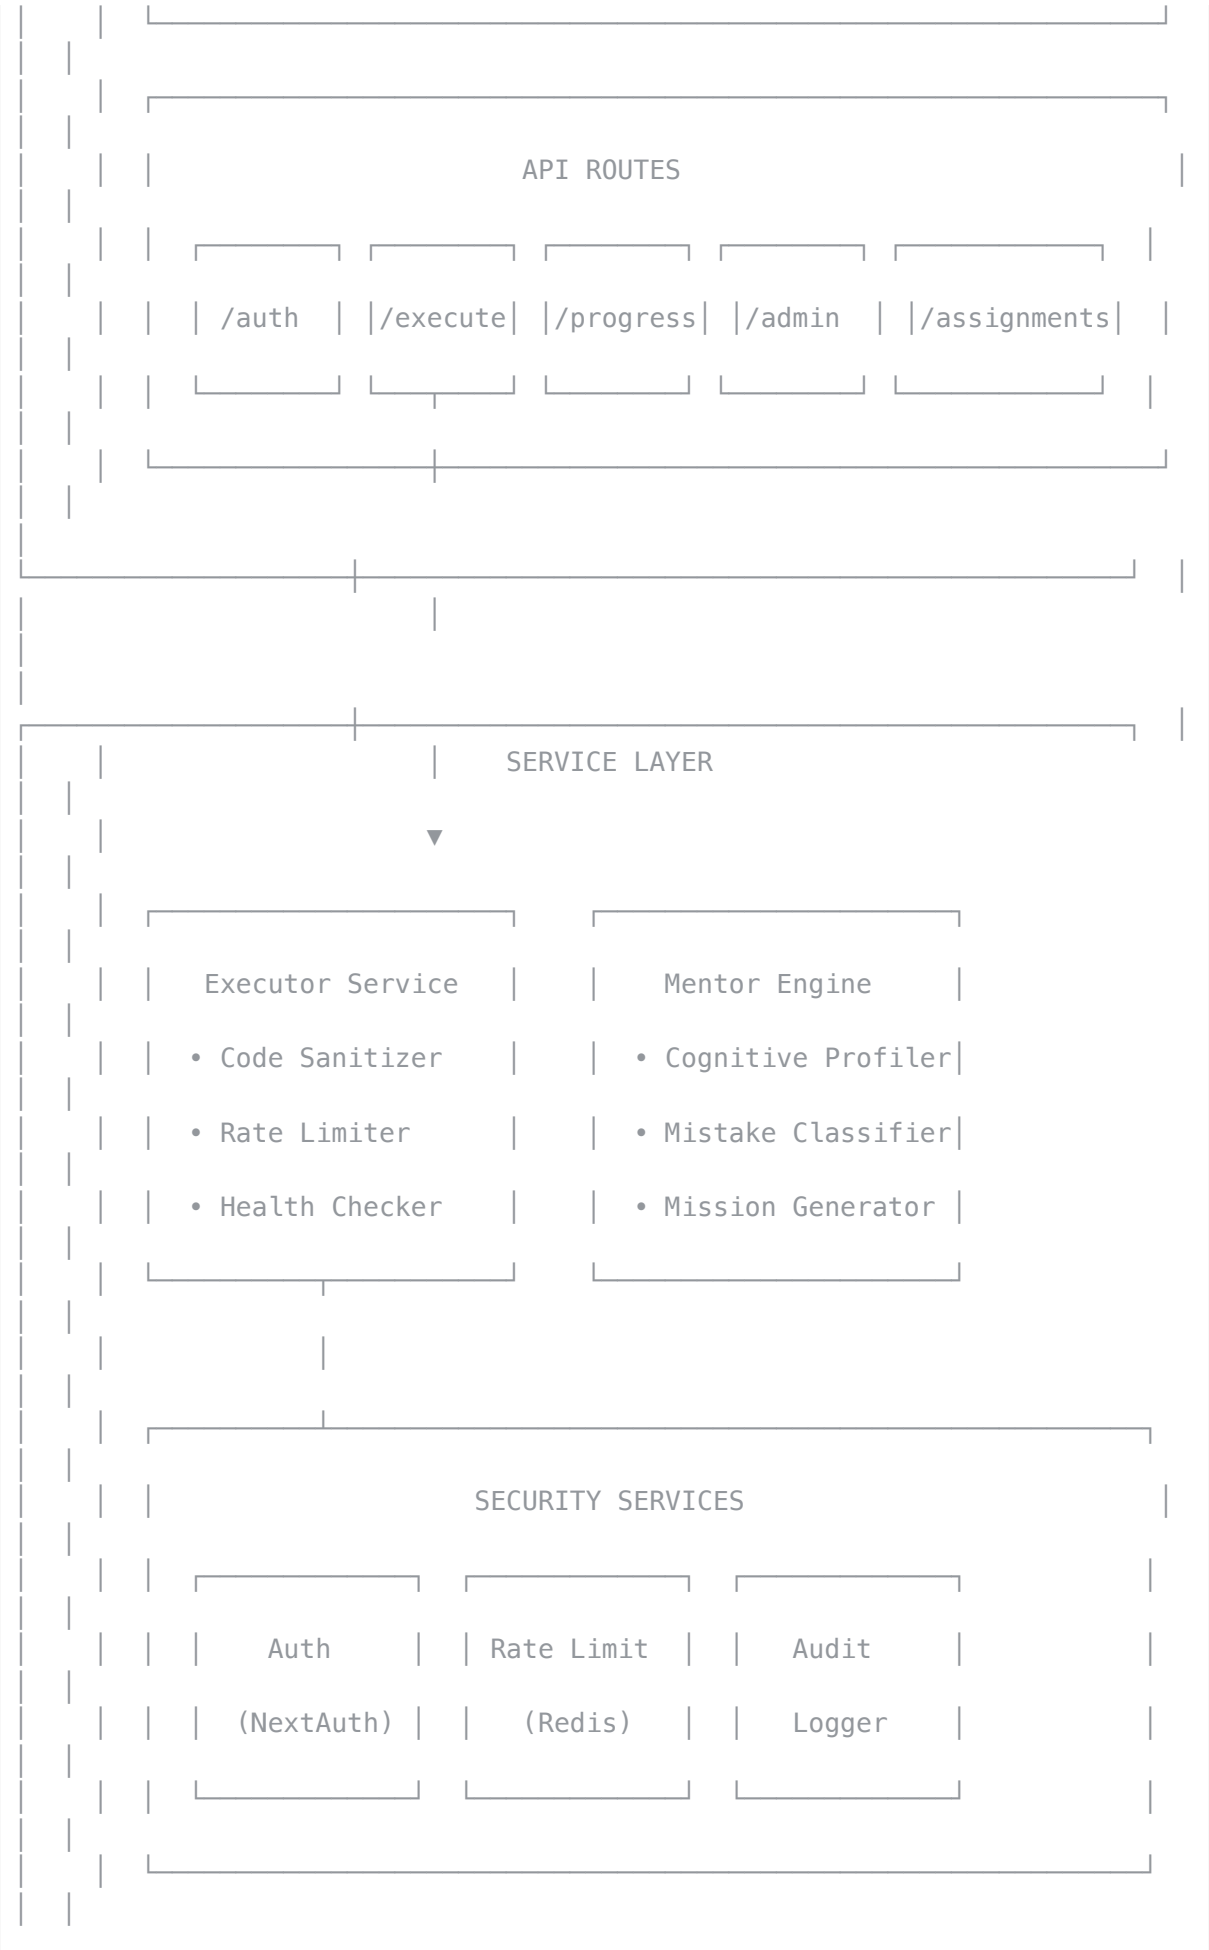 API ROUTES
/auth /execute /progress /admin /assignments
SERVICE LAYER
▼
Executor Service Mentor Engine
• Code Sanitizer • Cognitive Profiler
• Rate Limiter • Mistake Classifier
• Health Checker • Mission Generator
SECURITY SERVICES
Auth Rate Limit Audit
(NextAuth) (Redis) Logger